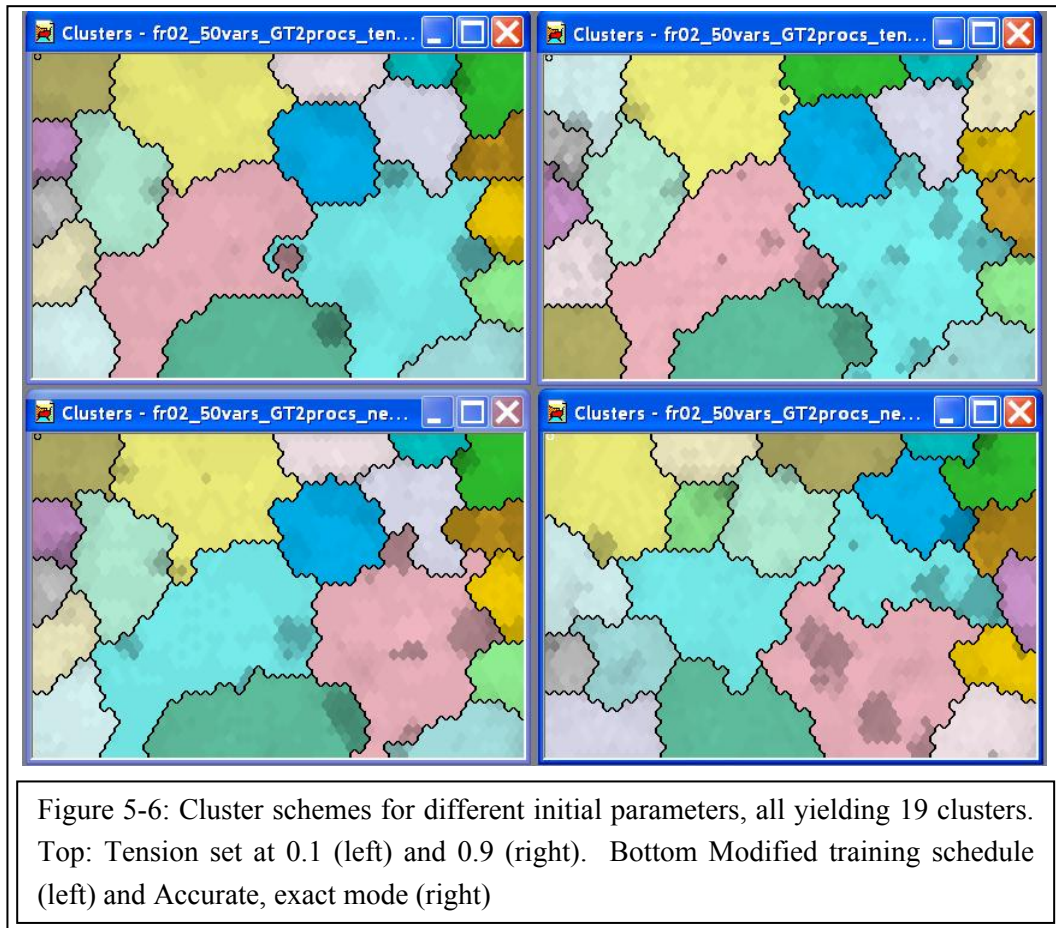 Clusters - fr02_50vars_GT2procs_ten...
Clusters - fr02_50vars_GT2procs_ten...
Clusters - fr02_50vars_GT2procs_ne...
Clusters - fr02_50vars_GT2procs_ne...
Figure 5-6: Cluster schemes for different initial parameters, all yielding 19 clusters.
Top: Tension set at 0.1 (left) and 0.9 (right). Bottom Modified training schedule
(left) and Accurate, exact mode (right)